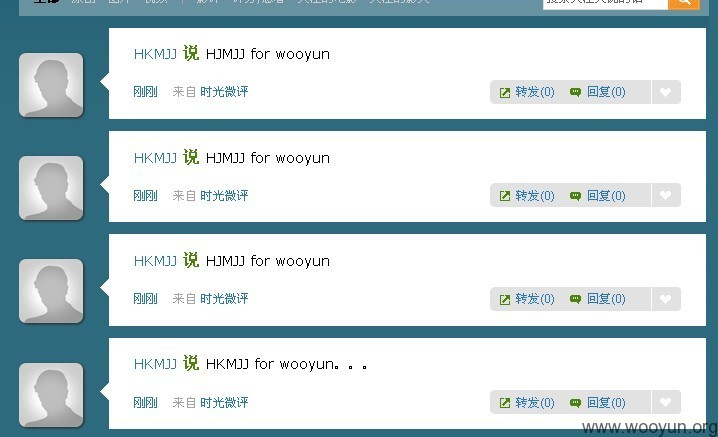 HKMJJ 说 HJMJJ for wooyun
刚刚 来自 时光微评 转发(0) 回复(0)
HKMJJ 说 HJMJJ for wooyun
刚刚 来自 时光微评 转发(0) 回复(0)
HKMJJ 说 HJMJJ for wooyun
刚刚 来自 时光微评 转发(0) 回复(0)
HKMJJ 说 HKMJJ for wooyun。。。
刚刚 来自 时光微评 转发(0) 回复(0)
www.wooyun.org